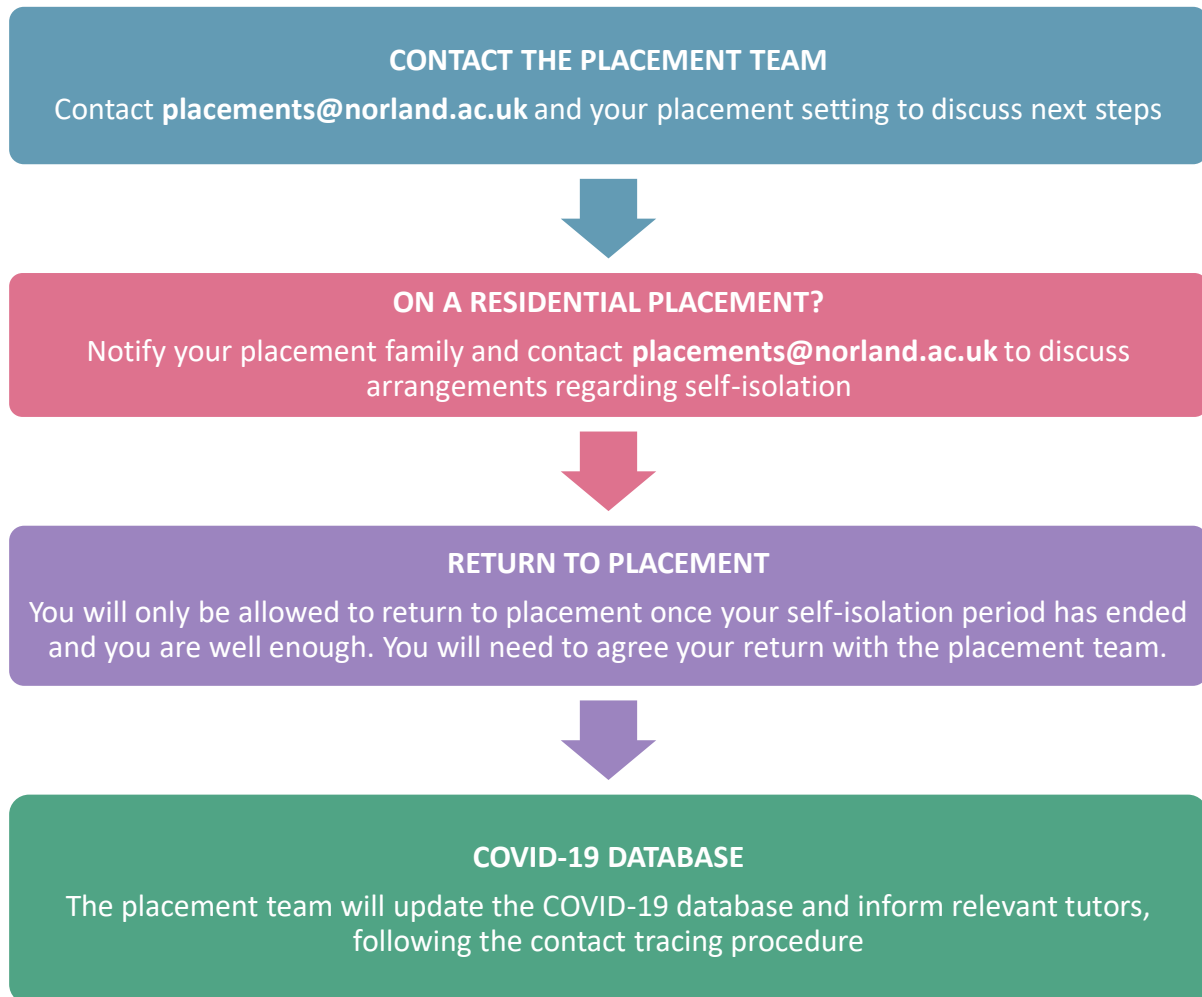 CONTACT THE PLACEMENT TEAM
Contact placements@norland.ac.uk and your placement setting to discuss next steps
ON A RESIDENTIAL PLACEMENT?
Notify your placement family and contact placements@norland.ac.uk to discuss
arrangements regarding self-isolation
RETURN TO PLACEMENT
You will only be allowed to return to placement once your self-isolation period has ended
and you are well enough. You will need to agree your return with the placement team.
COVID-19 DATABASE
The placement team will update the COVID-19 database and inform relevant tutors,
following the contact tracing procedure